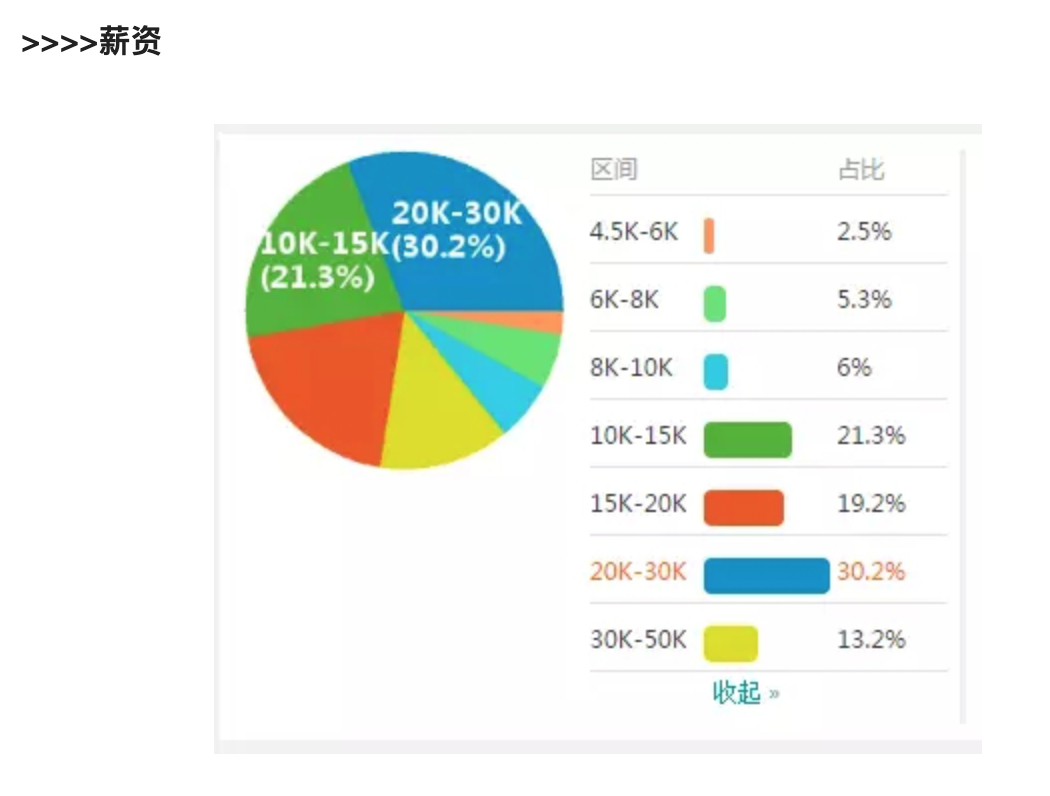 >>>>薪资
20K-30K
(30.2%)
10K-15K
(21.3%)
区间 占比
4.5K-6K 2.5%
6K-8K 5.3%
8K-10K 6%
10K-15K 21.3%
15K-20K 19.2%
20K-30K 30.2%
30K-50K 13.2%
收起 »